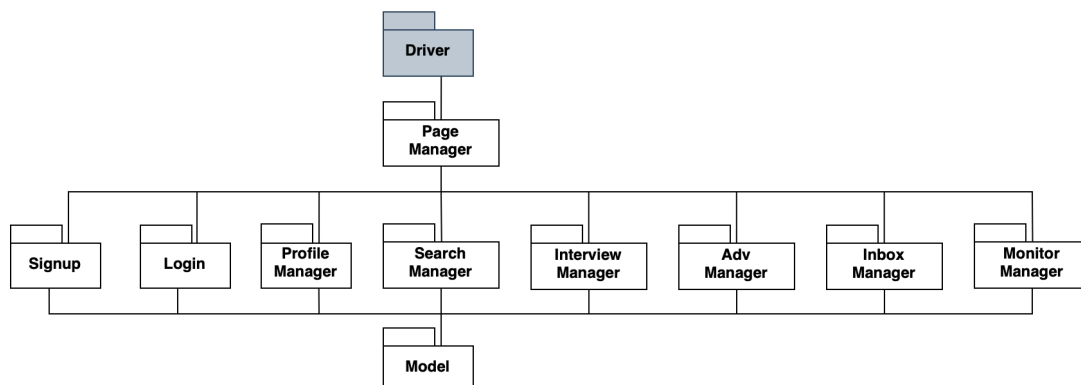 Driver
Page
Manager
Signup
Login
Profile
Manager
Search
Manager
Interview
Manager
Adv
Manager
Inbox
Manager
Monitor
Manager
Model